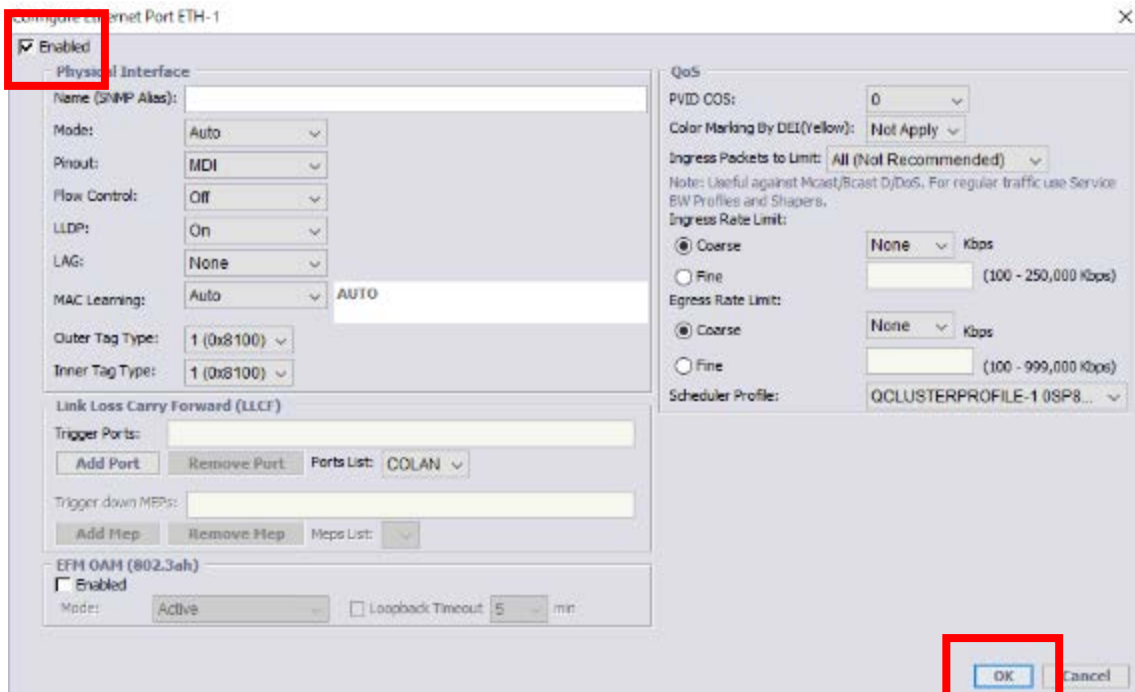 Configure Ethernet Port ETH-1
Enabled
Physical Interface
Name (SNMP Alias):
Mode: Auto
Pinout: MDI
Flow Control: Off
LLDP: On
LAG: None
MAC Learning: Auto AUTO
Outer Tag Type: 1 (0x8100)
Inner Tag Type: 1 (0x8100)
Link Loss Carry Forward (LLCF)
Trigger Ports:
Add Port Remove Port Ports List: COLAN
Trigger down MEPs:
Add Mep Remove Mep Meps List:
EFM OAM (802.3ah)
Enabled
Mode: Active Loopback Timeout 5 min
QoS
PVID COS: 0
Color Marking By DEI(Yellow): Not Apply
Ingress Packets to Limit: All (Not Recommended)
Note: Useful against Mcast/Bcast D/DoS. For regular traffic use Service
BW Profiles and Shapers.
Ingress Rate Limit:
Coarse None Kbps
Fine (100 - 250,000 Kbps)
Egress Rate Limit:
Coarse None Kbps
Fine (100 - 999,000 Kbps)
Scheduler Profile: QCLUSTERPROFILE-1 0SP8...
OK Cancel